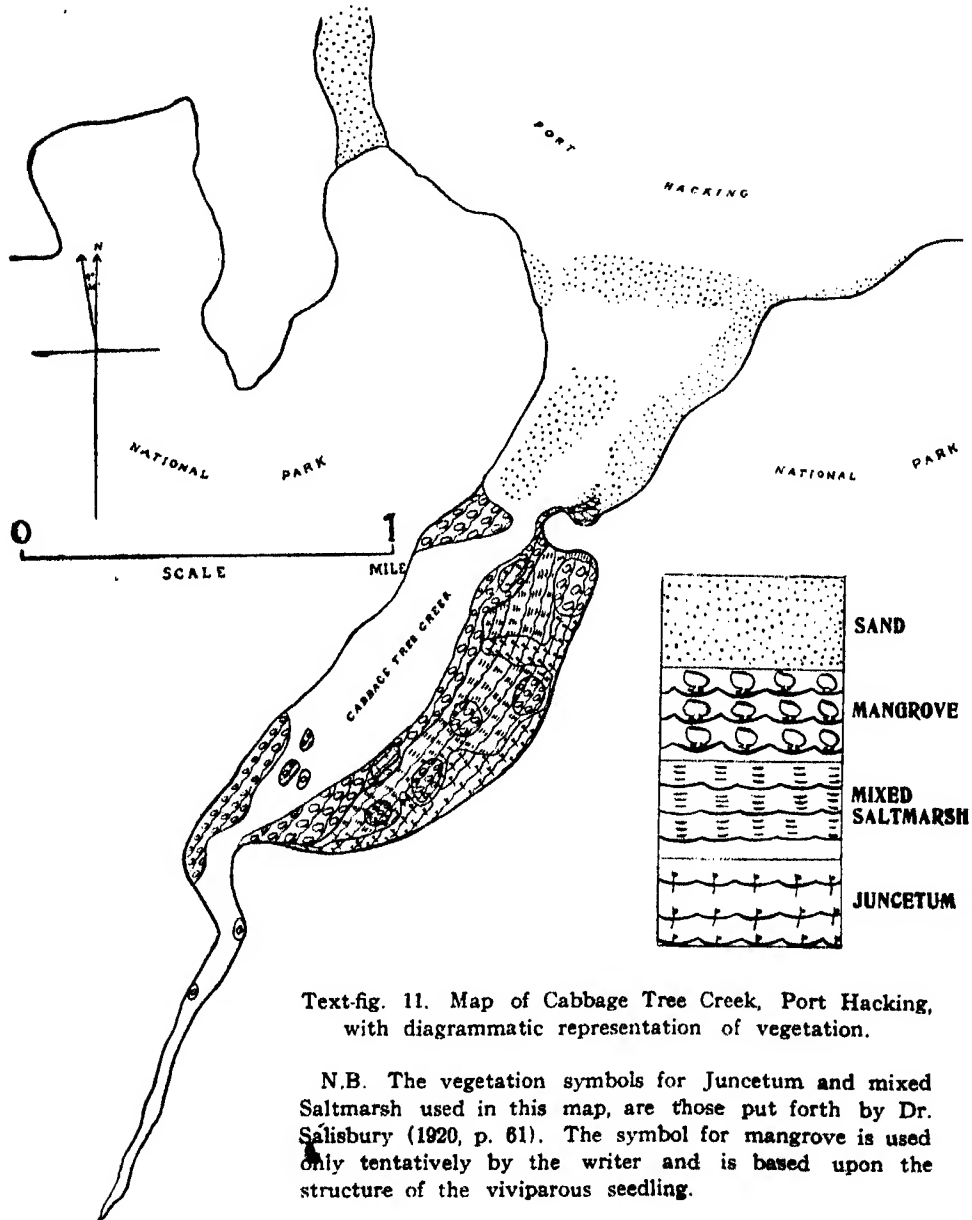 PORT
HACKING
N
NATIONAL PARK
NATIONAL PARK
0 1
SCALE MILE
CABBAGE TREE CREEK
SAND
MANGROVE
MIXED
SALTMARSH
JUNCETUM
Text-fig. 11. Map of Cabbage Tree Creek, Port Hacking,
with diagrammatic representation of vegetation.
N.B. The vegetation symbols for Juncetum and mixed
Saltmarsh used in this map, are those put forth by Dr.
Salisbury (1920, p. 61). The symbol for mangrove is used
only tentatively by the writer and is based upon the
structure of the viviparous seedling.